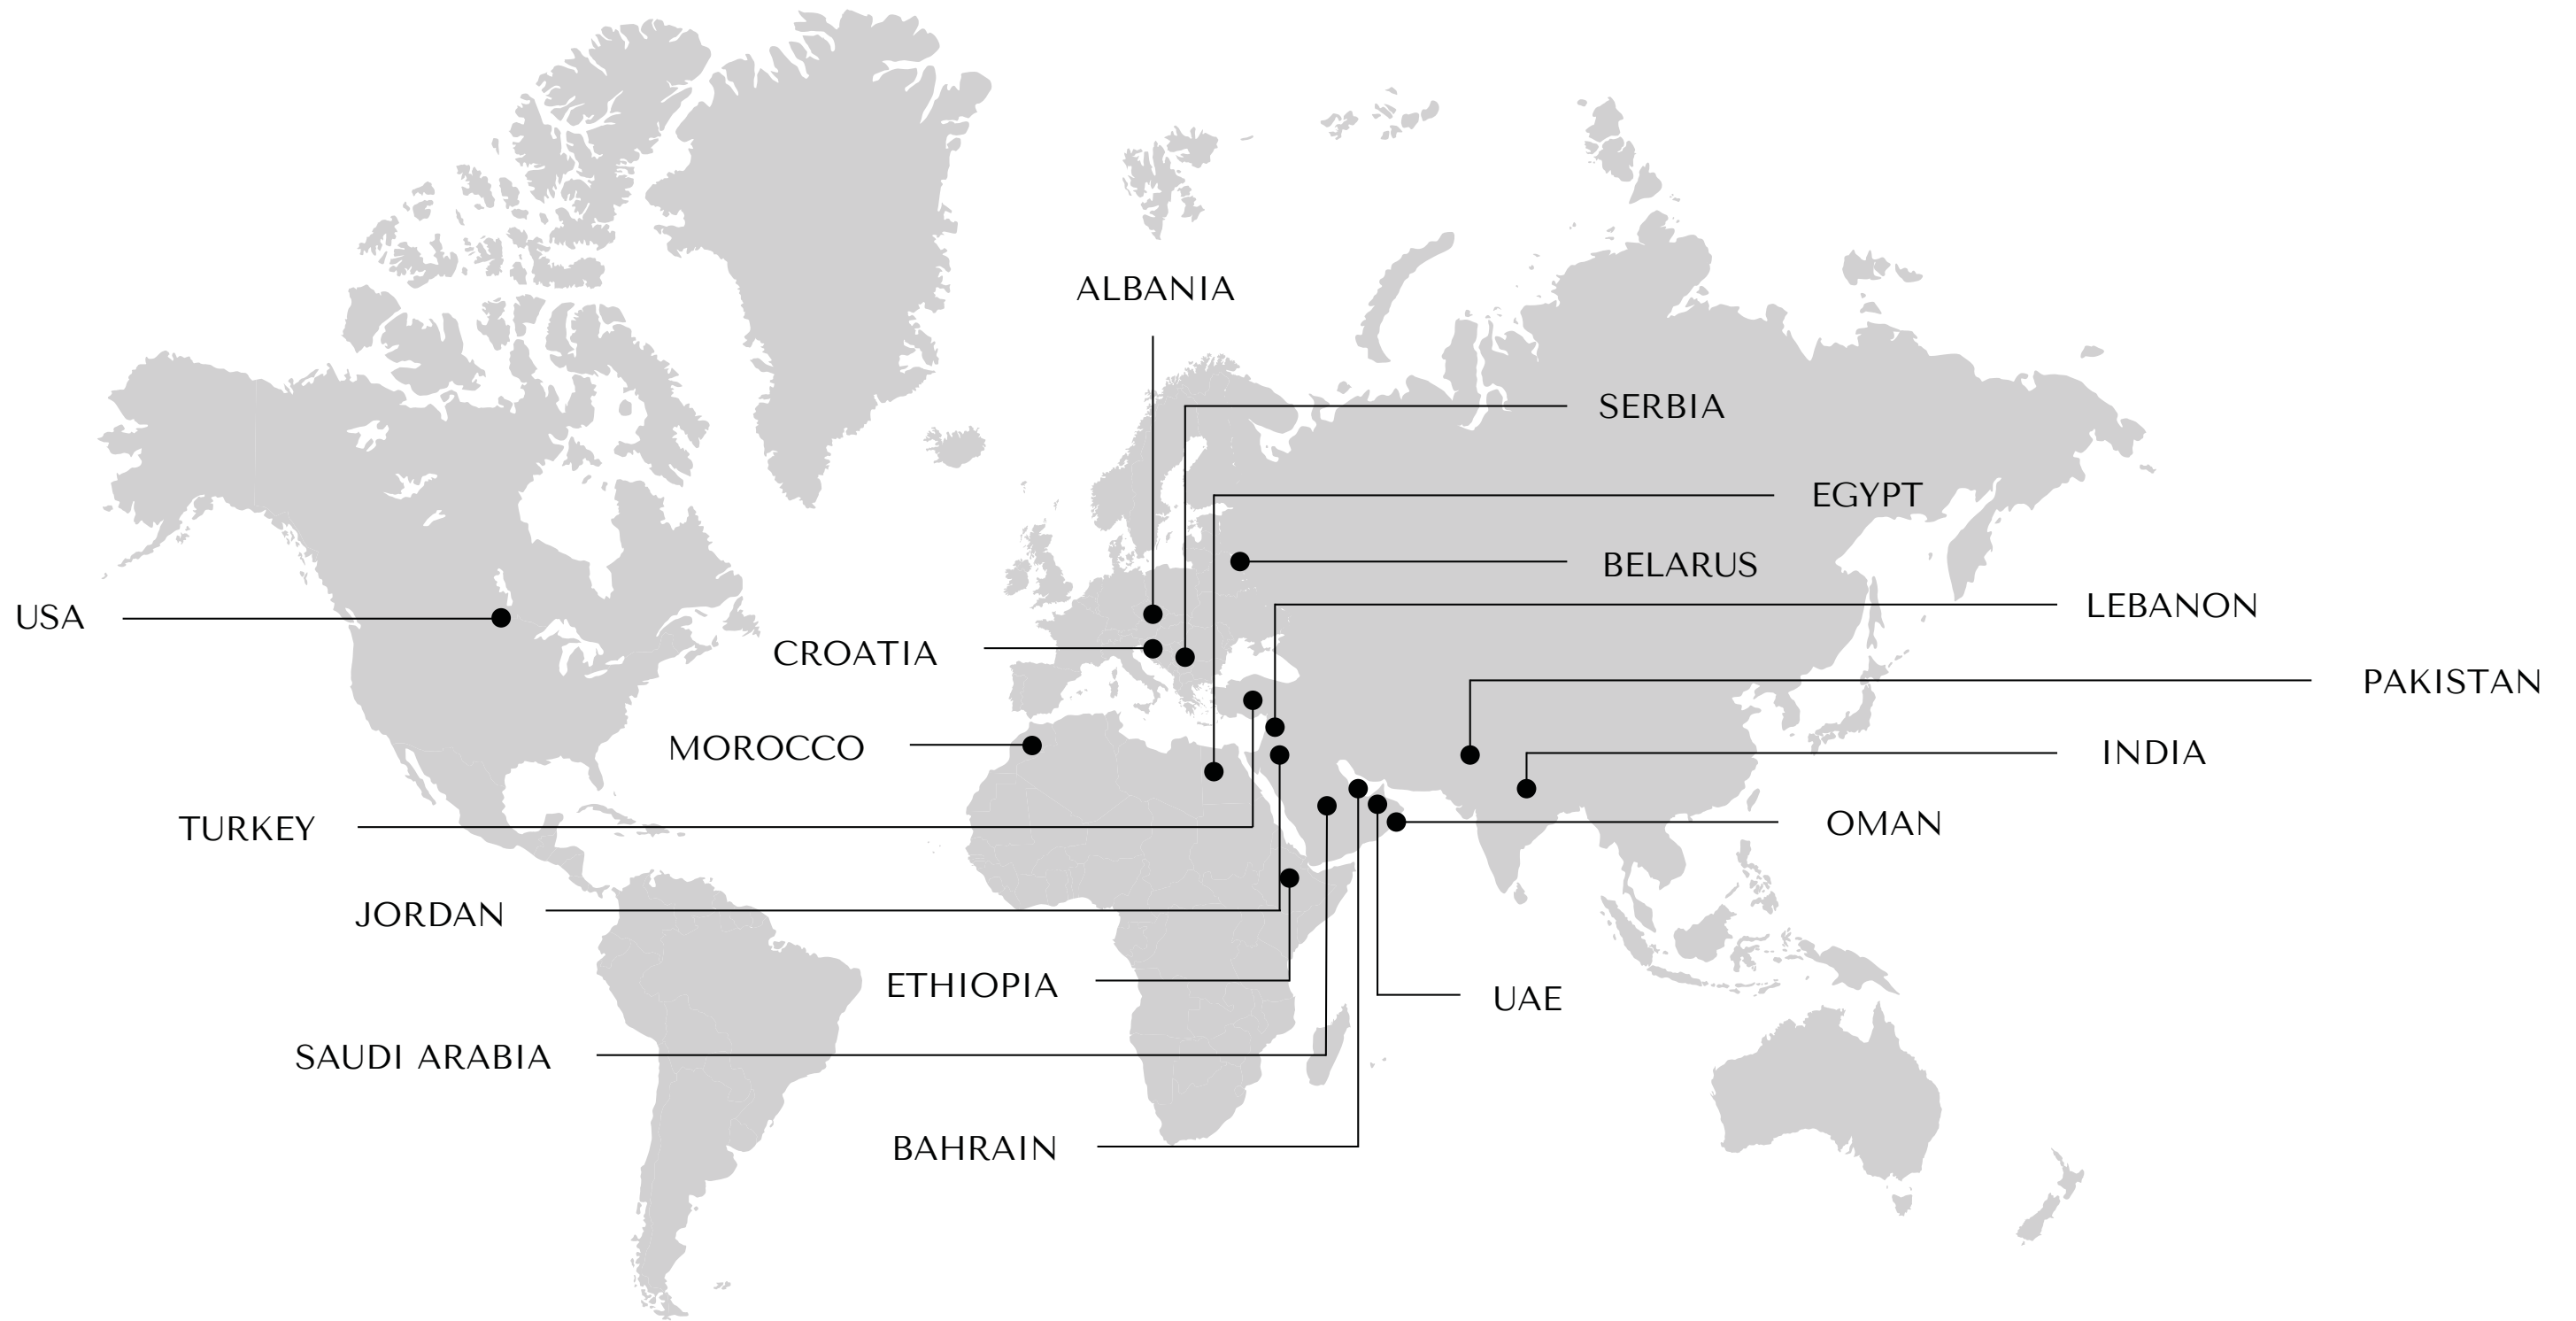 ALBANIA
SERBIA
EGYPT
BELARUS
LEBANON
USA
CROATIA
PAKISTAN
MOROCCO
INDIA
TURKEY
OMAN
JORDAN
ETHIOPIA
UAE
SAUDI ARABIA
BAHRAIN